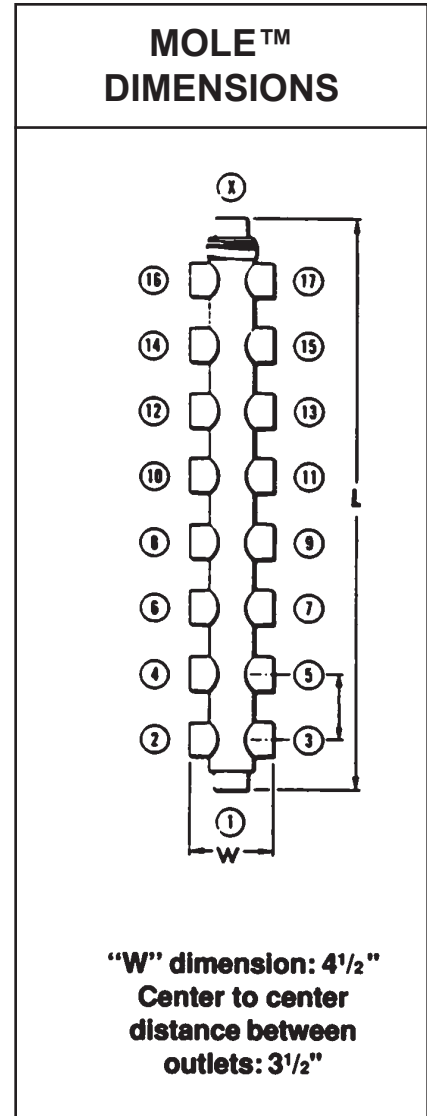 MOLE™
DIMENSIONS
X
16 17
14 15
12 13
10 11
8 9
6 7
4 5
2 3
L
1
W
“W” dimension: 4¹/₂"
Center to center
distance between
outlets: 3¹/₂"